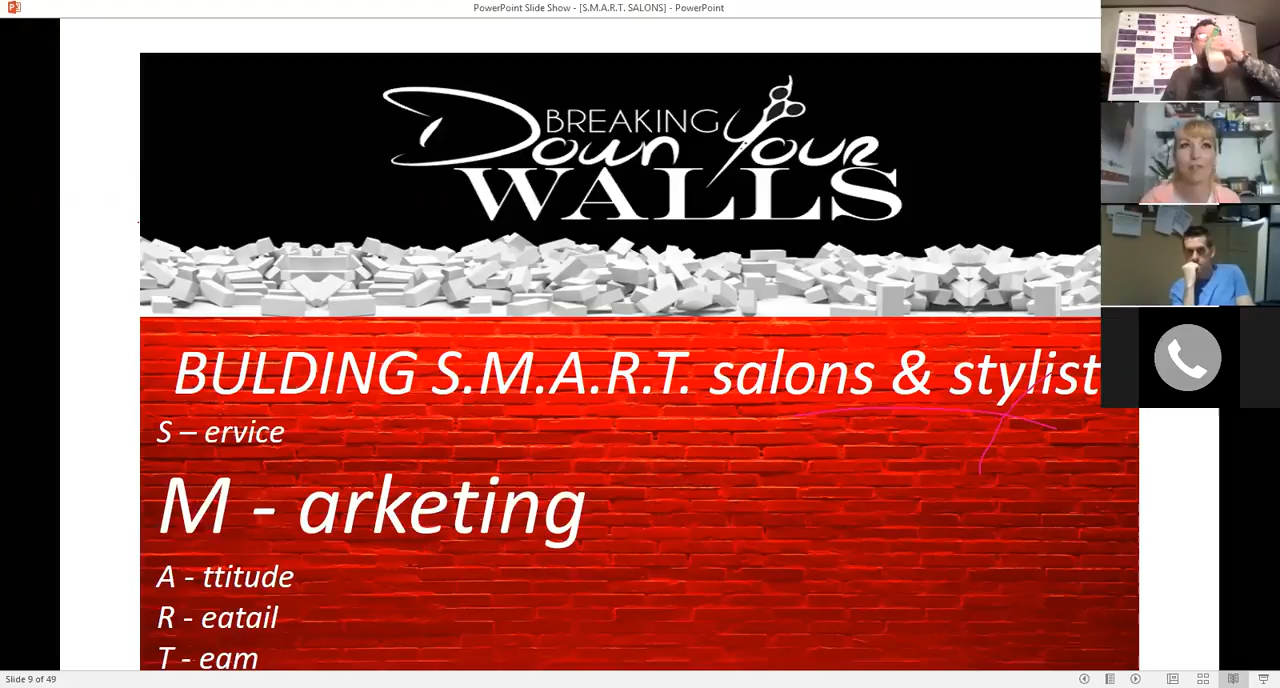 PowerPoint Slide Show - [S.M.A.R.T. SALONS] - PowerPoint
BREAKING
Down Your
WALLS
BULDING S.M.A.R.T. salons & stylist
S – ervice
M - arketing
A - ttitude
R - eatail
T - eam
Slide 9 of 49